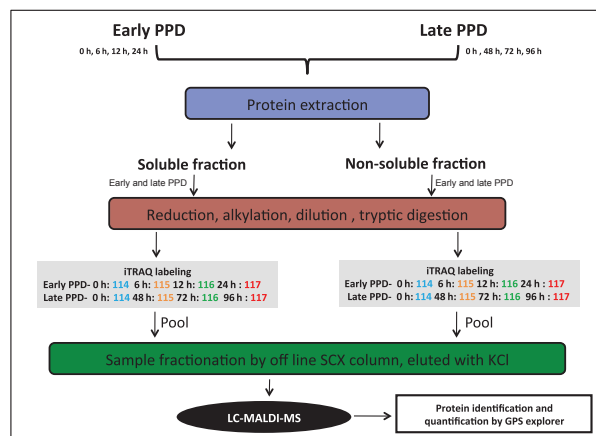 Early PPD
Late PPD
0 h, 6 h, 12 h, 24 h
0 h , 48 h, 72 h, 96 h
Protein extraction
Soluble fraction
Non-soluble fraction
Early and late PPD
Early and late PPD
Reduction, alkylation, dilution , tryptic digestion
iTRAQ labeling
Early PPD- 0 h: 114 6 h: 115 12 h: 116 24 h : 117
Late PPD- 0 h: 114 48 h: 115 72 h: 116 96 h : 117
iTRAQ labeling
Early PPD- 0 h: 114 6 h: 115 12 h: 116 24 h : 117
Late PPD- 0 h: 114 48 h: 115 72 h: 116 96 h : 117
Pool
Pool
Sample fractionation by off line SCX column, eluted with KCl
LC-MALDI-MS
Protein identification and
quantification by GPS explorer